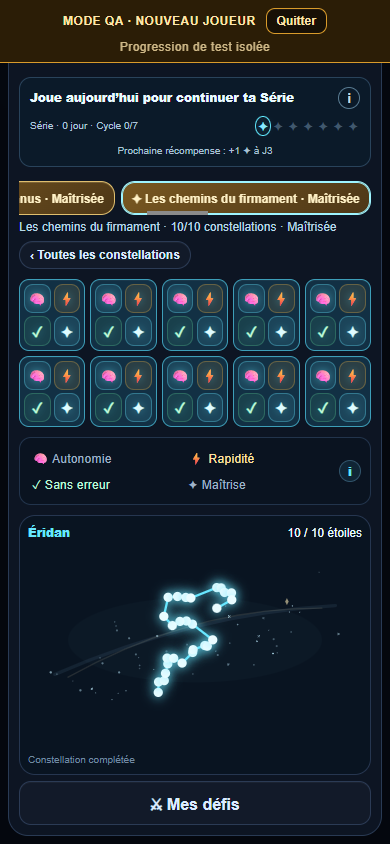 MODE QA · NOUVEAU JOUEUR
Quitter
Progression de test isolée
Joue aujourd'hui pour continuer ta Série
i
Série · 0 jour · Cycle 0/7
Prochaine récompense : +1 ✦ à J3
nus · Maîtrisée
✦ Les chemins du firmament · Maîtrisée
Les chemins du firmament · 10/10 constellations · Maîtrisée
‹ Toutes les constellations
Autonomie
Rapidité
i
✓ Sans erreur
✦ Maîtrise
Éridan
10 / 10 étoiles
Constellation complétée
⚔ Mes défis